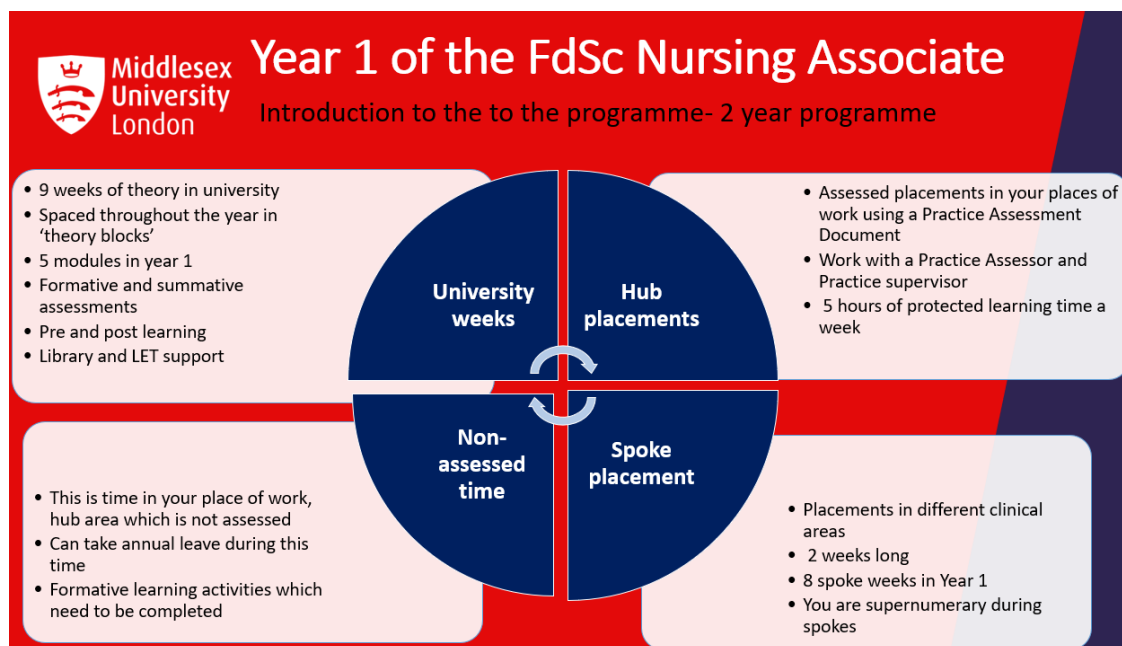 Middlesex
University
London
Year 1 of the FdSc Nursing Associate
Introduction to the to the programme- 2 year programme
• 9 weeks of theory in university
• Spaced throughout the year in
‘theory blocks’
• 5 modules in year 1
• Formative and summative
assessments
• Pre and post learning
• Library and LET support
University
weeks
Hub
placements
• Assessed placements in your places of
work using a Practice Assessment
Document
• Work with a Practice Assessor and
Practice supervisor
• 5 hours of protected learning time a
week
• This is time in your place of work,
hub area which is not assessed
• Can take annual leave during this
time
• Formative learning activities which
need to be completed
Non-
assessed
time
Spoke
placement
• Placements in different clinical
areas
• 2 weeks long
• 8 spoke weeks in Year 1
• You are supernumerary during
spokes